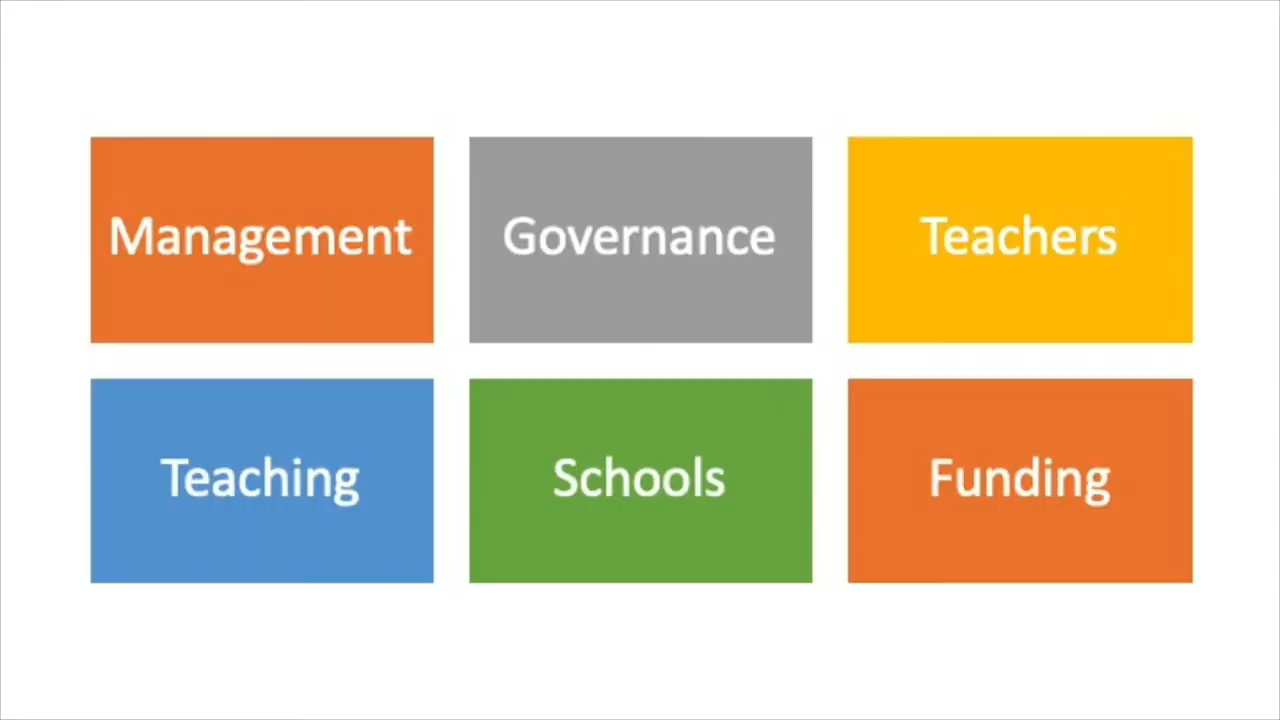 Management
Governance
Teachers
Teaching
Schools
Funding